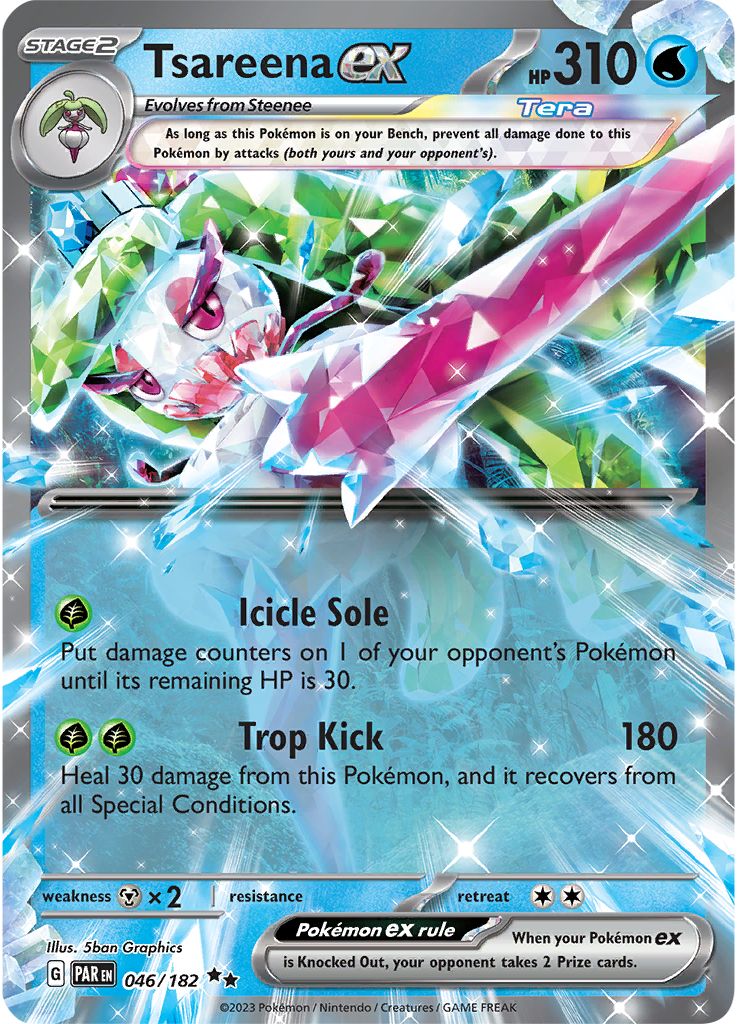 STAGE2
Tsareena ex
HP 310
Evolves from Steenee
Tera
As long as this Pokémon is on your Bench, prevent all damage done to this
Pokémon by attacks (both yours and your opponent's).
Icicle Sole
Put damage counters on 1 of your opponent's Pokémon
until its remaining HP is 30.
Trop Kick 180
Heal 30 damage from this Pokémon, and it recovers from
all Special Conditions.
weakness ×2 resistance retreat
Illus. 5ban Graphics
Pokémon ex rule
When your Pokémon ex
is Knocked Out, your opponent takes 2 Prize cards.
G PAR EN 046/182 ★★
©2023 Pokémon / Nintendo / Creatures / GAME FREAK